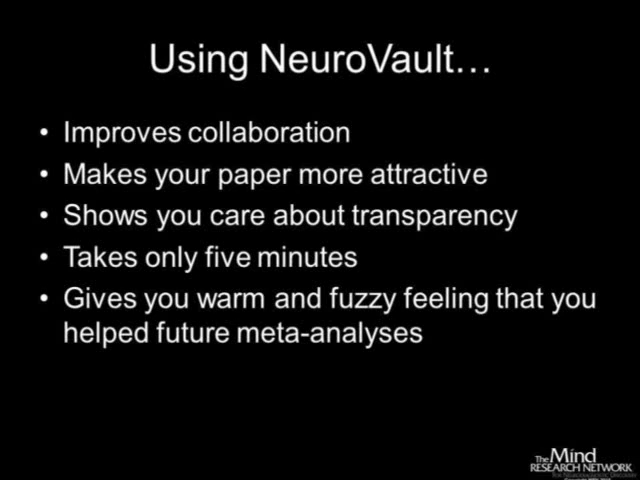 Using NeuroVault…
• Improves collaboration
• Makes your paper more attractive
• Shows you care about transparency
• Takes only five minutes
• Gives you warm and fuzzy feeling that you
helped future meta-analyses
The Mind
RESEARCH NETWORK